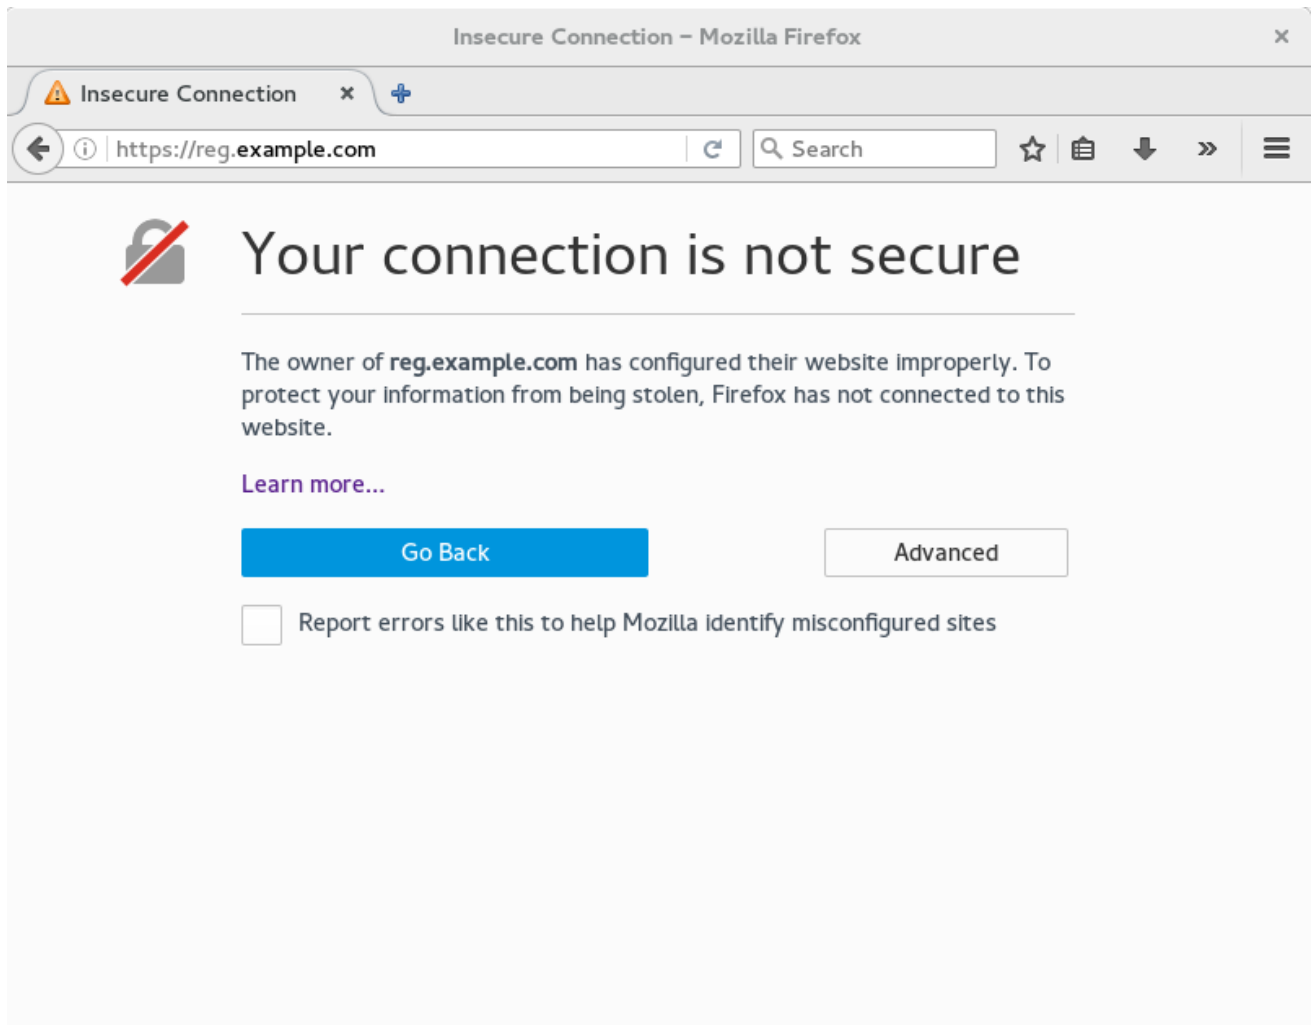 Insecure Connection – Mozilla Firefox
Insecure Connection
https://reg.example.com
Search
Your connection is not secure
The owner of reg.example.com has configured their website improperly. To
protect your information from being stolen, Firefox has not connected to this
website.
Learn more...
Go Back
Advanced
Report errors like this to help Mozilla identify misconfigured sites